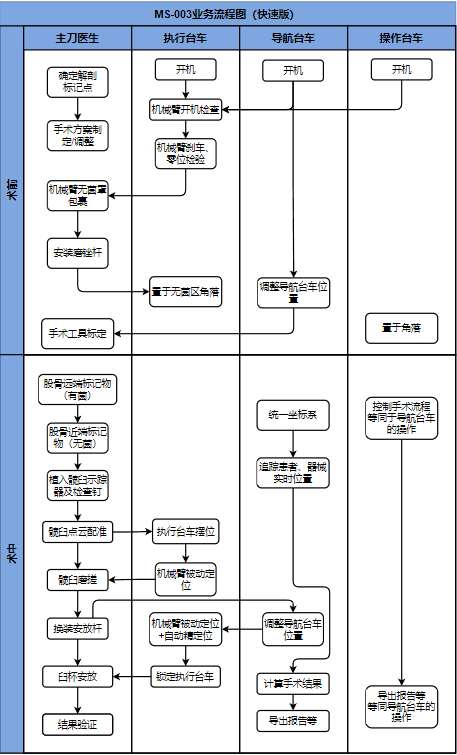 MS-003业务流程图（快速版）
主刀医生
执行台车
导航台车
操作台车
术前
确定解剖
标记点
手术方案制
定/调整
机械臂无菌罩
包裹
安装磨锉杆
手术工具标定
开机
机械臂开机检查
机械臂刹车、
零位检验
置于无菌区角落
开机
调整导航台车位
置
开机
置于角落
术中
股骨远端标记物
（有菌）
股骨近端标记
物（无菌）
植入髋臼示踪
器及检查钉
髋臼点云配准
髋臼磨搓
换装安放杆
臼杯安放
结果验证
执行台车摆位
机械臂被动定
位
机械臂被动定位
+自动精定位
锁定执行台车
统一坐标系
追踪患者、器械
实时位置
调整导航台车
位置
计算手术结果
导出报告等
控制手术流程
等同于导航台车
的操作
导出报告等
等同导航台车的
操作